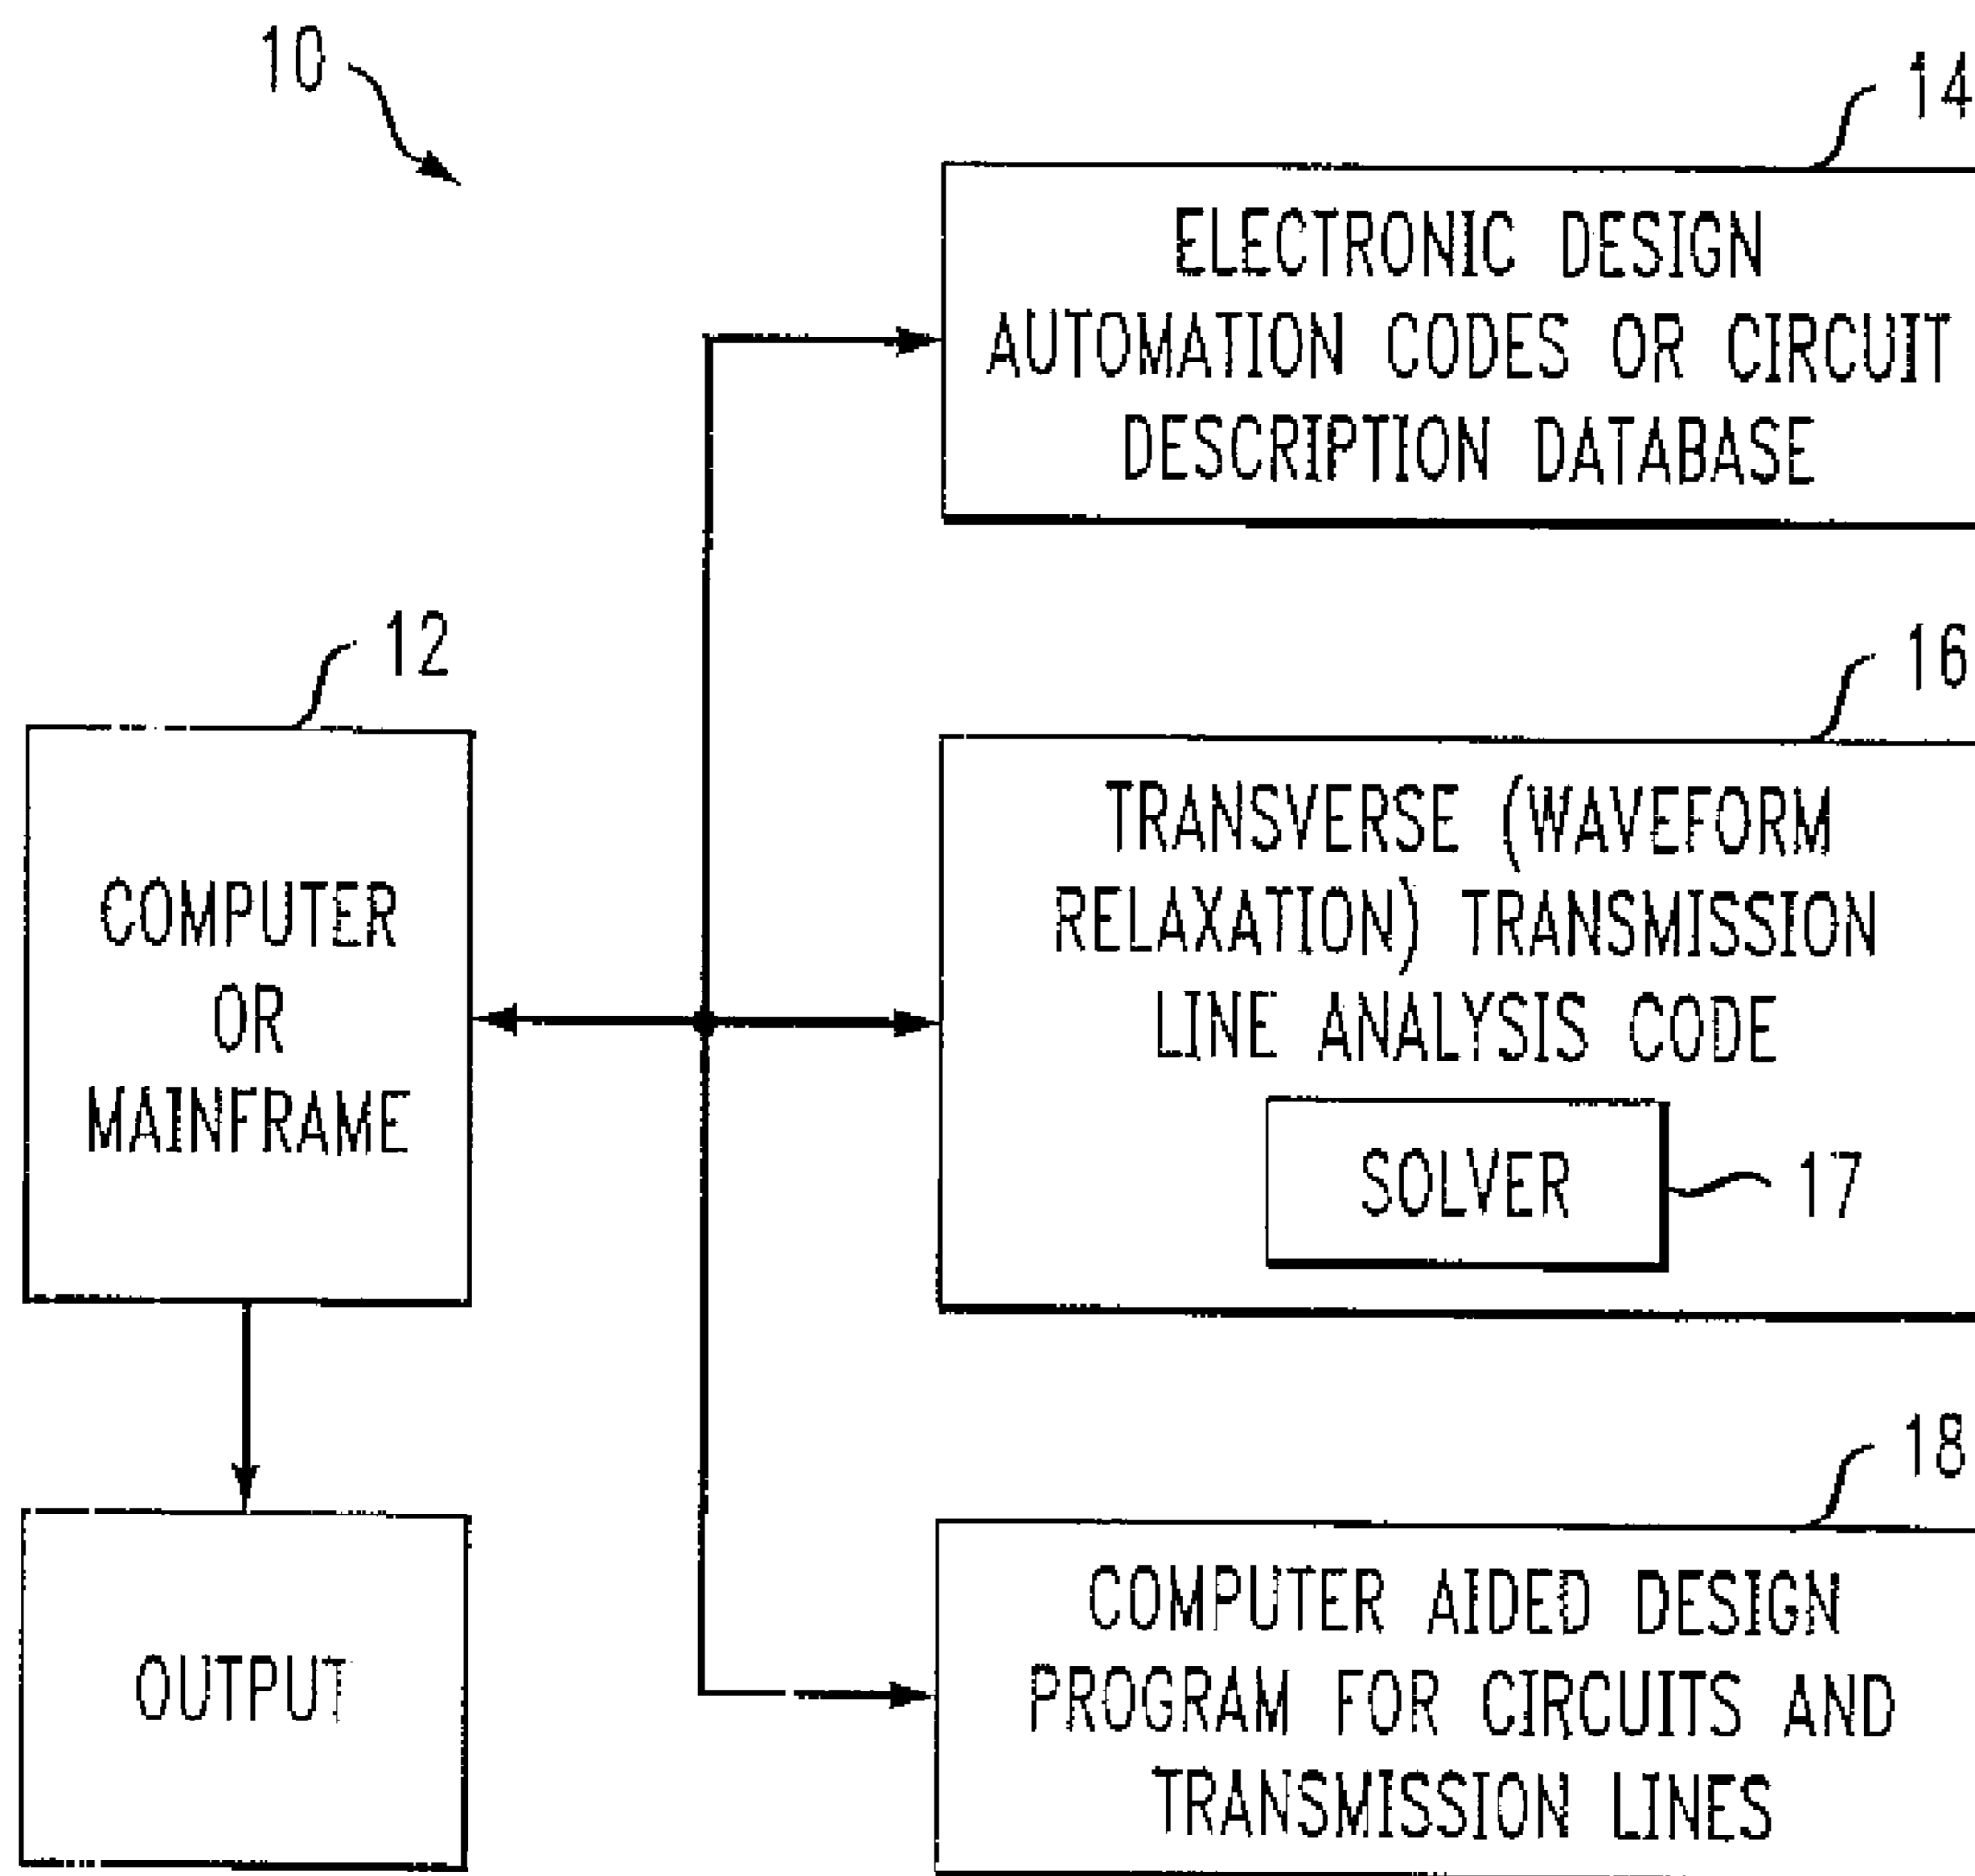 10
14
ELECTRONIC DESIGN
AUTOMATION CODES OR CIRCUIT
DESCRIPTION DATABASE
12
COMPUTER
OR
MAINFRAME
16
TRANSVERSE (WAVEFORM
RELAXATION) TRANSMISSION
LINE ANALYSIS CODE
SOLVER
17
18
COMPUTER AIDED DESIGN
PROGRAM FOR CIRCUITS AND
TRANSMISSION LINES
OUTPUT